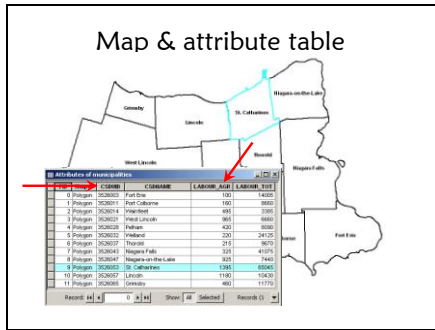 Map & attribute table
Niagara-on-the-Lake
Grimsby
Lincoln
St. Catharines
West Lincoln
Thorold
Niagara Falls
Fort Erie
Attributes of municipalities
FID Shape CSDUID CSDNAME LABOUR_AGR LABOUR_TOT
0 Polygon 3526003 Fort Erie 100 14005
1 Polygon 3526011 Port Colborne 160 8660
2 Polygon 3526014 Wainfleet 495 3385
3 Polygon 3526021 West Lincoln 965 6660
4 Polygon 3526028 Pelham 420 8090
5 Polygon 3526032 Welland 220 24125
6 Polygon 3526037 Thorold 215 9670
7 Polygon 3526043 Niagara Falls 325 41075
8 Polygon 3526047 Niagara-on-the-Lake 925 7440
9 Polygon 3526053 St. Catharines 1395 65045
10 Polygon 3526057 Lincoln 1180 10430
11 Polygon 3526065 Grimsby 460 11770
Record: 0 Show: All Selected Records (1